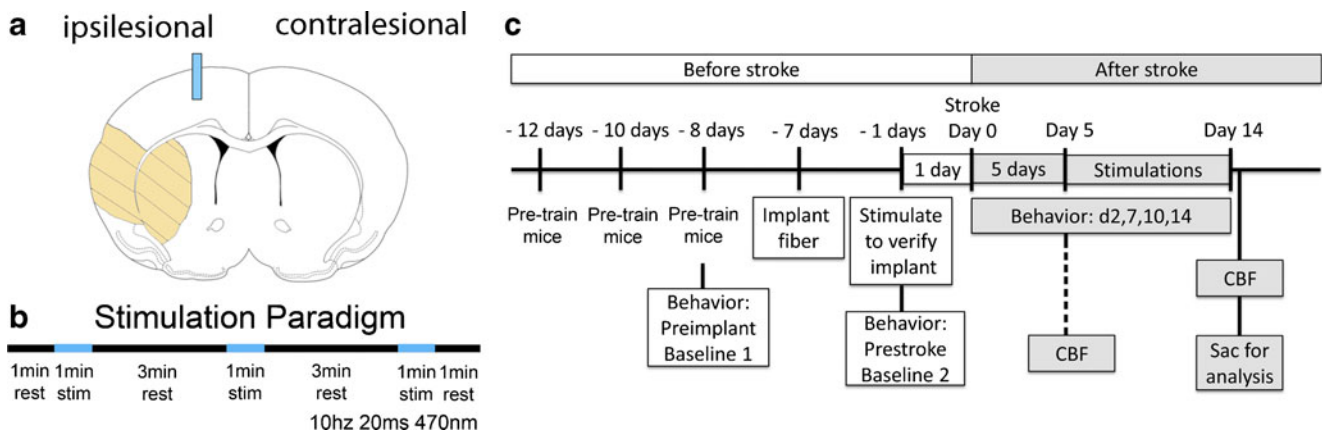 a
ipsilesional contralesional
b
Stimulation Paradigm
1min 1min 3min 1min 3min 1min 1min
rest stim rest stim rest stim rest
10hz 20ms 470nm
c
Before stroke After stroke
Stroke
- 12 days - 10 days - 8 days - 7 days - 1 days Day 0 Day 5 Day 14
1 day 5 days Stimulations
Pre-train
mice
Pre-train
mice
Pre-train
mice
Implant
fiber
Stimulate
to verify
implant
Behavior: d2,7,10,14
Behavior:
Preimplant
Baseline 1
Behavior:
Prestroke
Baseline 2
CBF
CBF
Sac for
analysis